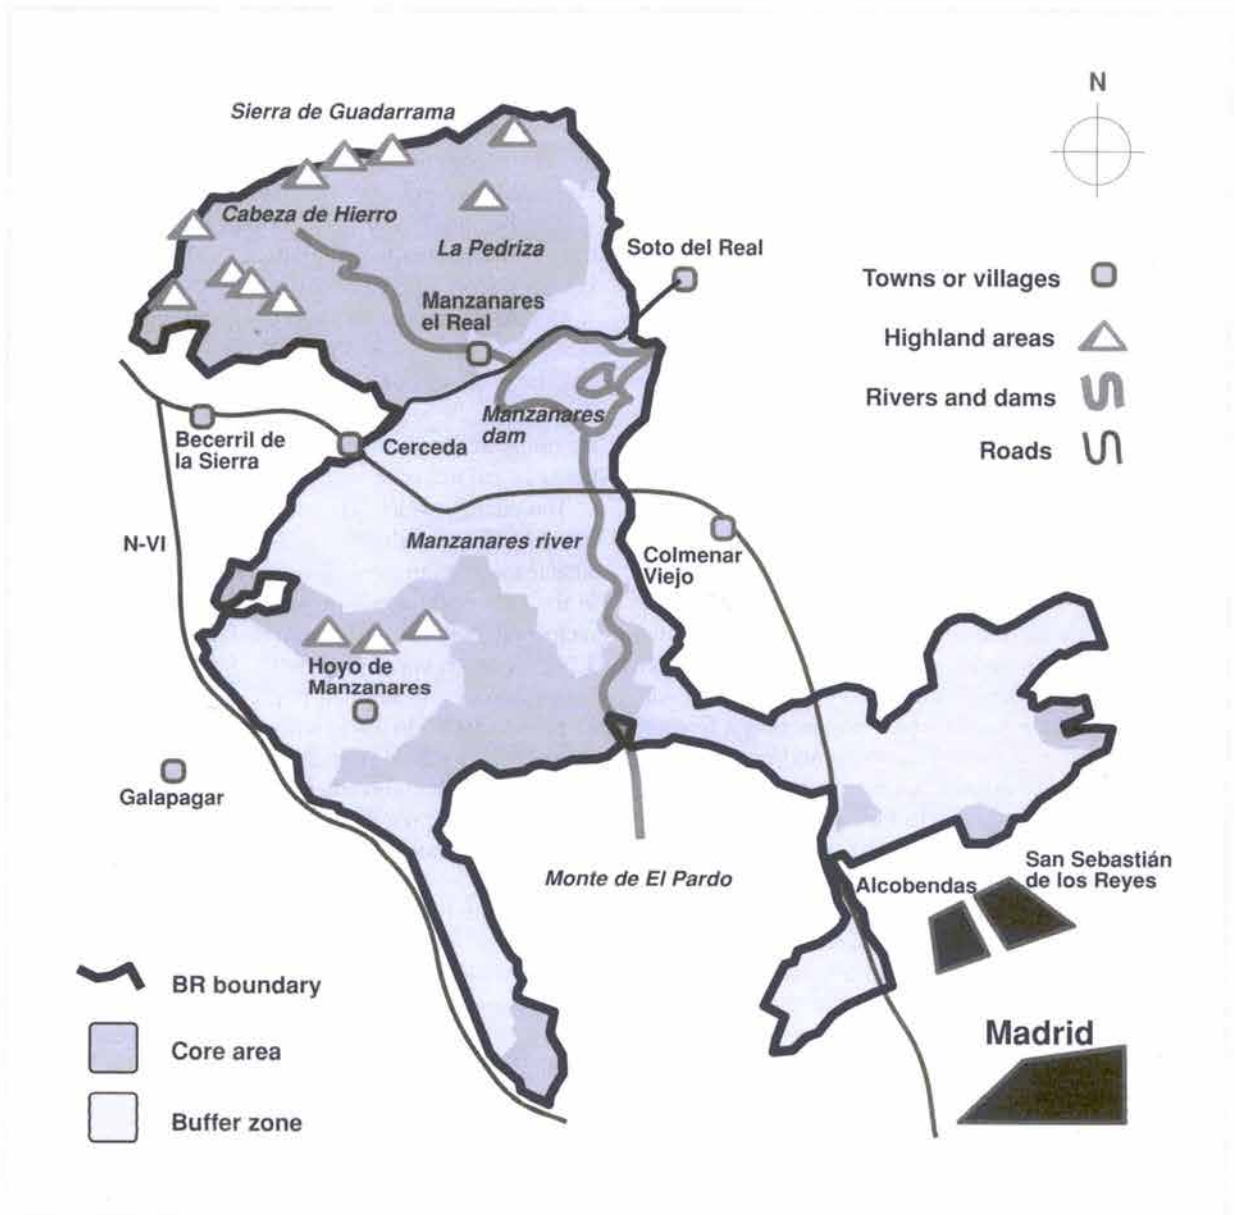 N
Sierra de Guadarrama
Cabeza de Hierro
La Pedriza
Soto del Real
Towns or villages
Manzanares
el Real
Highland areas
Rivers and dams
Manzanares
dam
Becerril de
la Sierra
Cerceda
Roads
N-VI
Manzanares river
Colmenar
Viejo
Hoyo de
Manzanares
Galapagar
Monte de El Pardo
Alcobendas
San Sebastián
de los Reyes
BR boundary
Core area
Buffer zone
Madrid